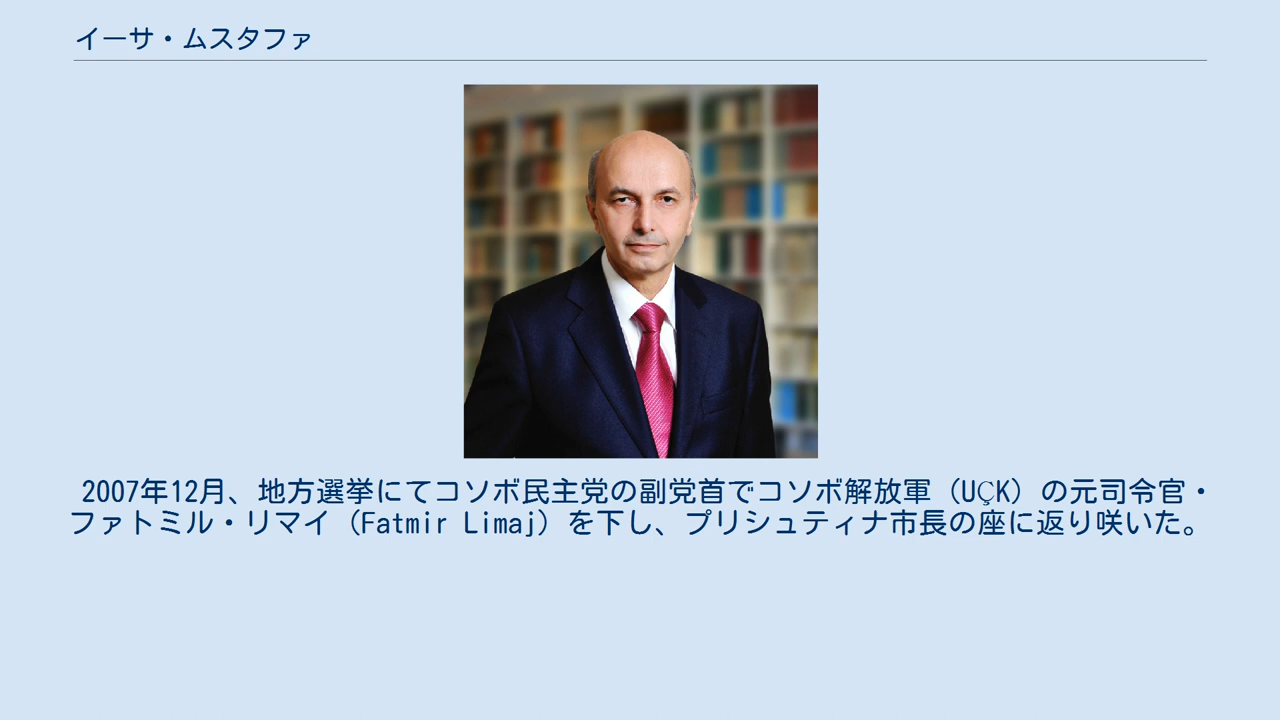 イーサ・ムスタファ
2007年12月、地方選挙にてコソボ民主党の副党首でコソボ解放軍（UÇK）の元司令官・
ファトミル・リマイ（Fatmir Limaj）を下し、プリシュティナ市長の座に返り咲いた。